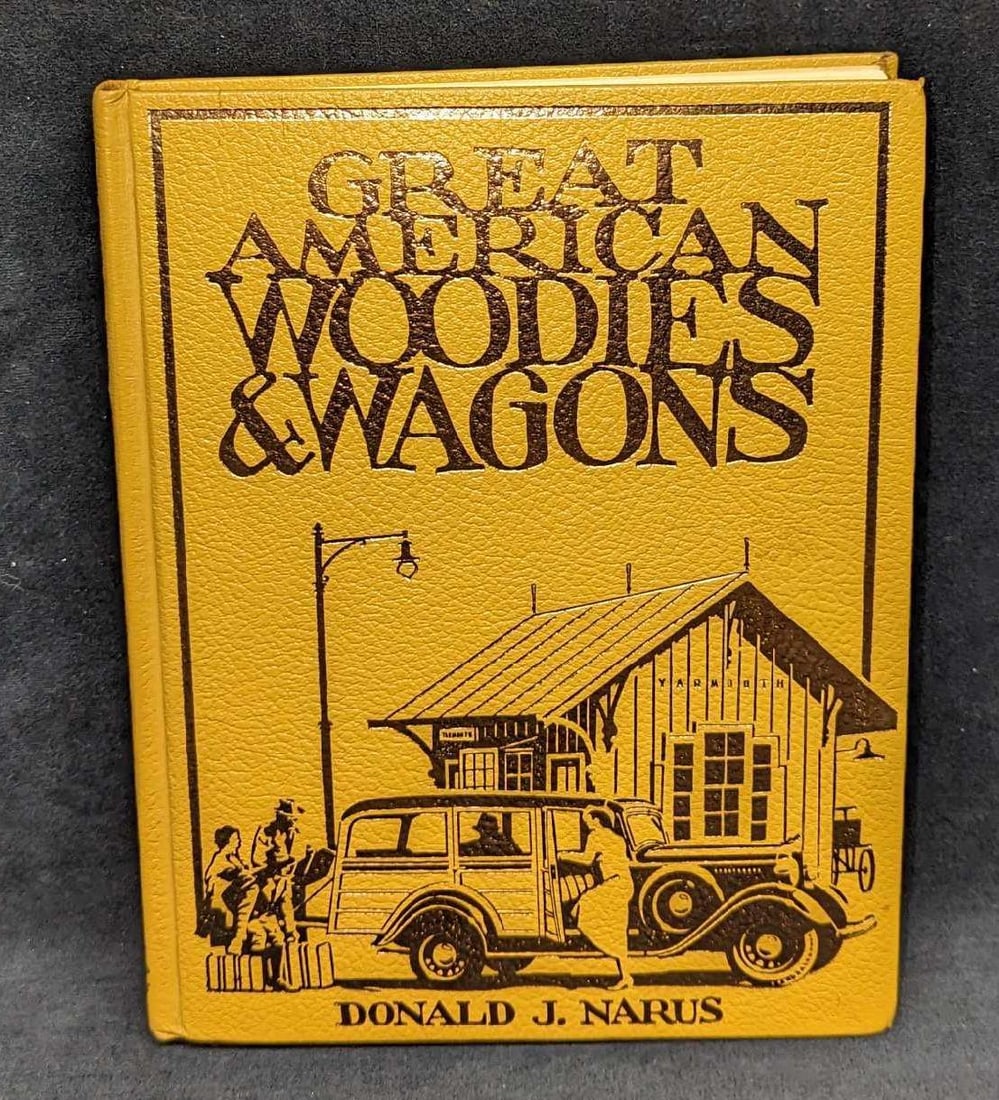 GREAT
AMERICAN
WOODIES
& WAGONS
YARMOUTH
DONALD J. NARUS